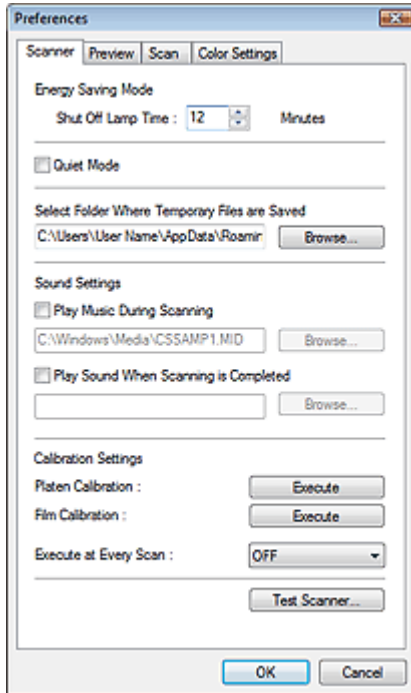 Preferences
Scanner Preview Scan Color Settings
Energy Saving Mode
Shut Off Lamp Time : 12 Minutes
Quiet Mode
Select Folder Where Temporary Files are Saved
C:\Users\User Name\AppData\Roamin Browse...
Sound Settings
Play Music During Scanning
C:\Windows\Media\CSSAMP1.MID Browse...
Play Sound When Scanning is Completed
Browse...
Calibration Settings
Platen Calibration : Execute
Film Calibration : Execute
Execute at Every Scan : OFF
Test Scanner...
OK Cancel